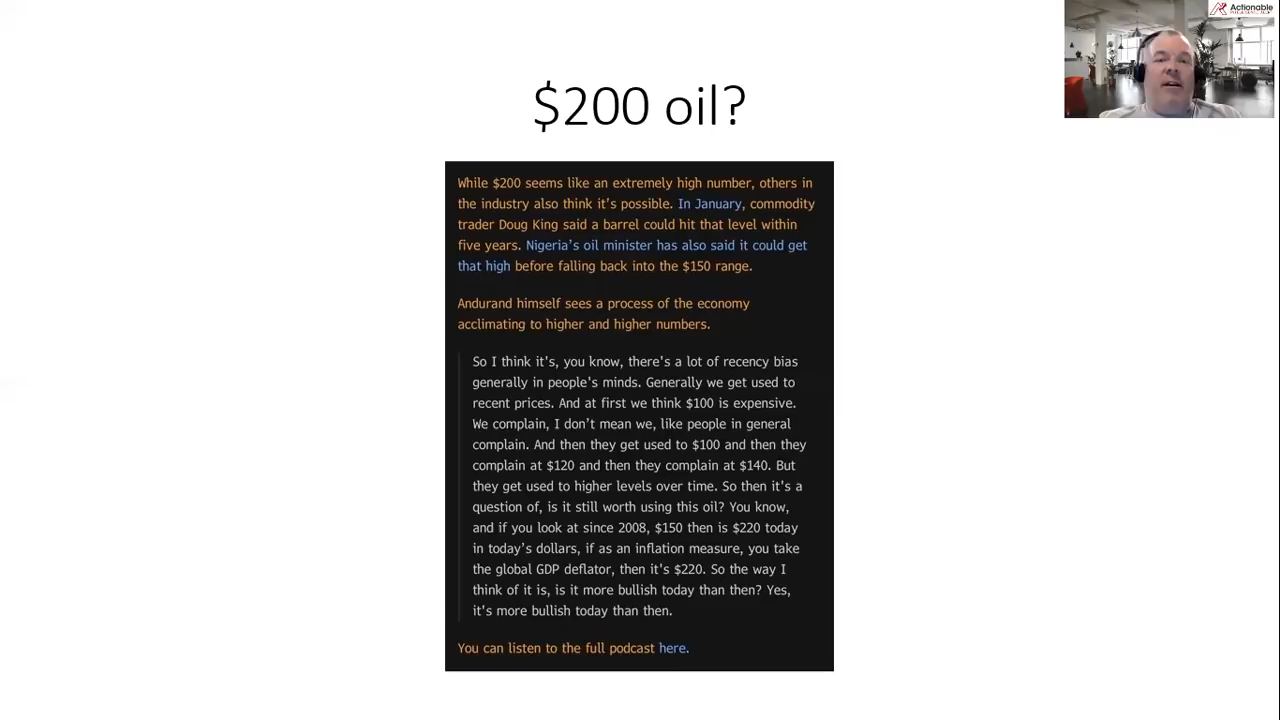 Actionable
$200 oil?
While $200 seems like an extremely high number, others in
the industry also think it's possible. In January, commodity
trader Doug King said a barrel could hit that level within
five years. Nigeria's oil minister has also said it could get
that high before falling back into the $150 range.
Andurand himself sees a process of the economy
acclimating to higher and higher numbers.
So I think it's, you know, there's a lot of recency bias
generally in people's minds. Generally we get used to
recent prices. And at first we think $100 is expensive.
We complain, I don't mean we, like people in general
complain. And then they get used to $100 and then they
complain at $120 and then they complain at $140. But
they get used to higher levels over time. So then it's a
question of, is it still worth using this oil? You know,
and if you look at since 2008, $150 then is $220 today
in today's dollars, if as an inflation measure, you take
the global GDP deflator, then it's $220. So the way I
think of it is, is it more bullish today than then? Yes,
it's more bullish today than then.
You can listen to the full podcast here.